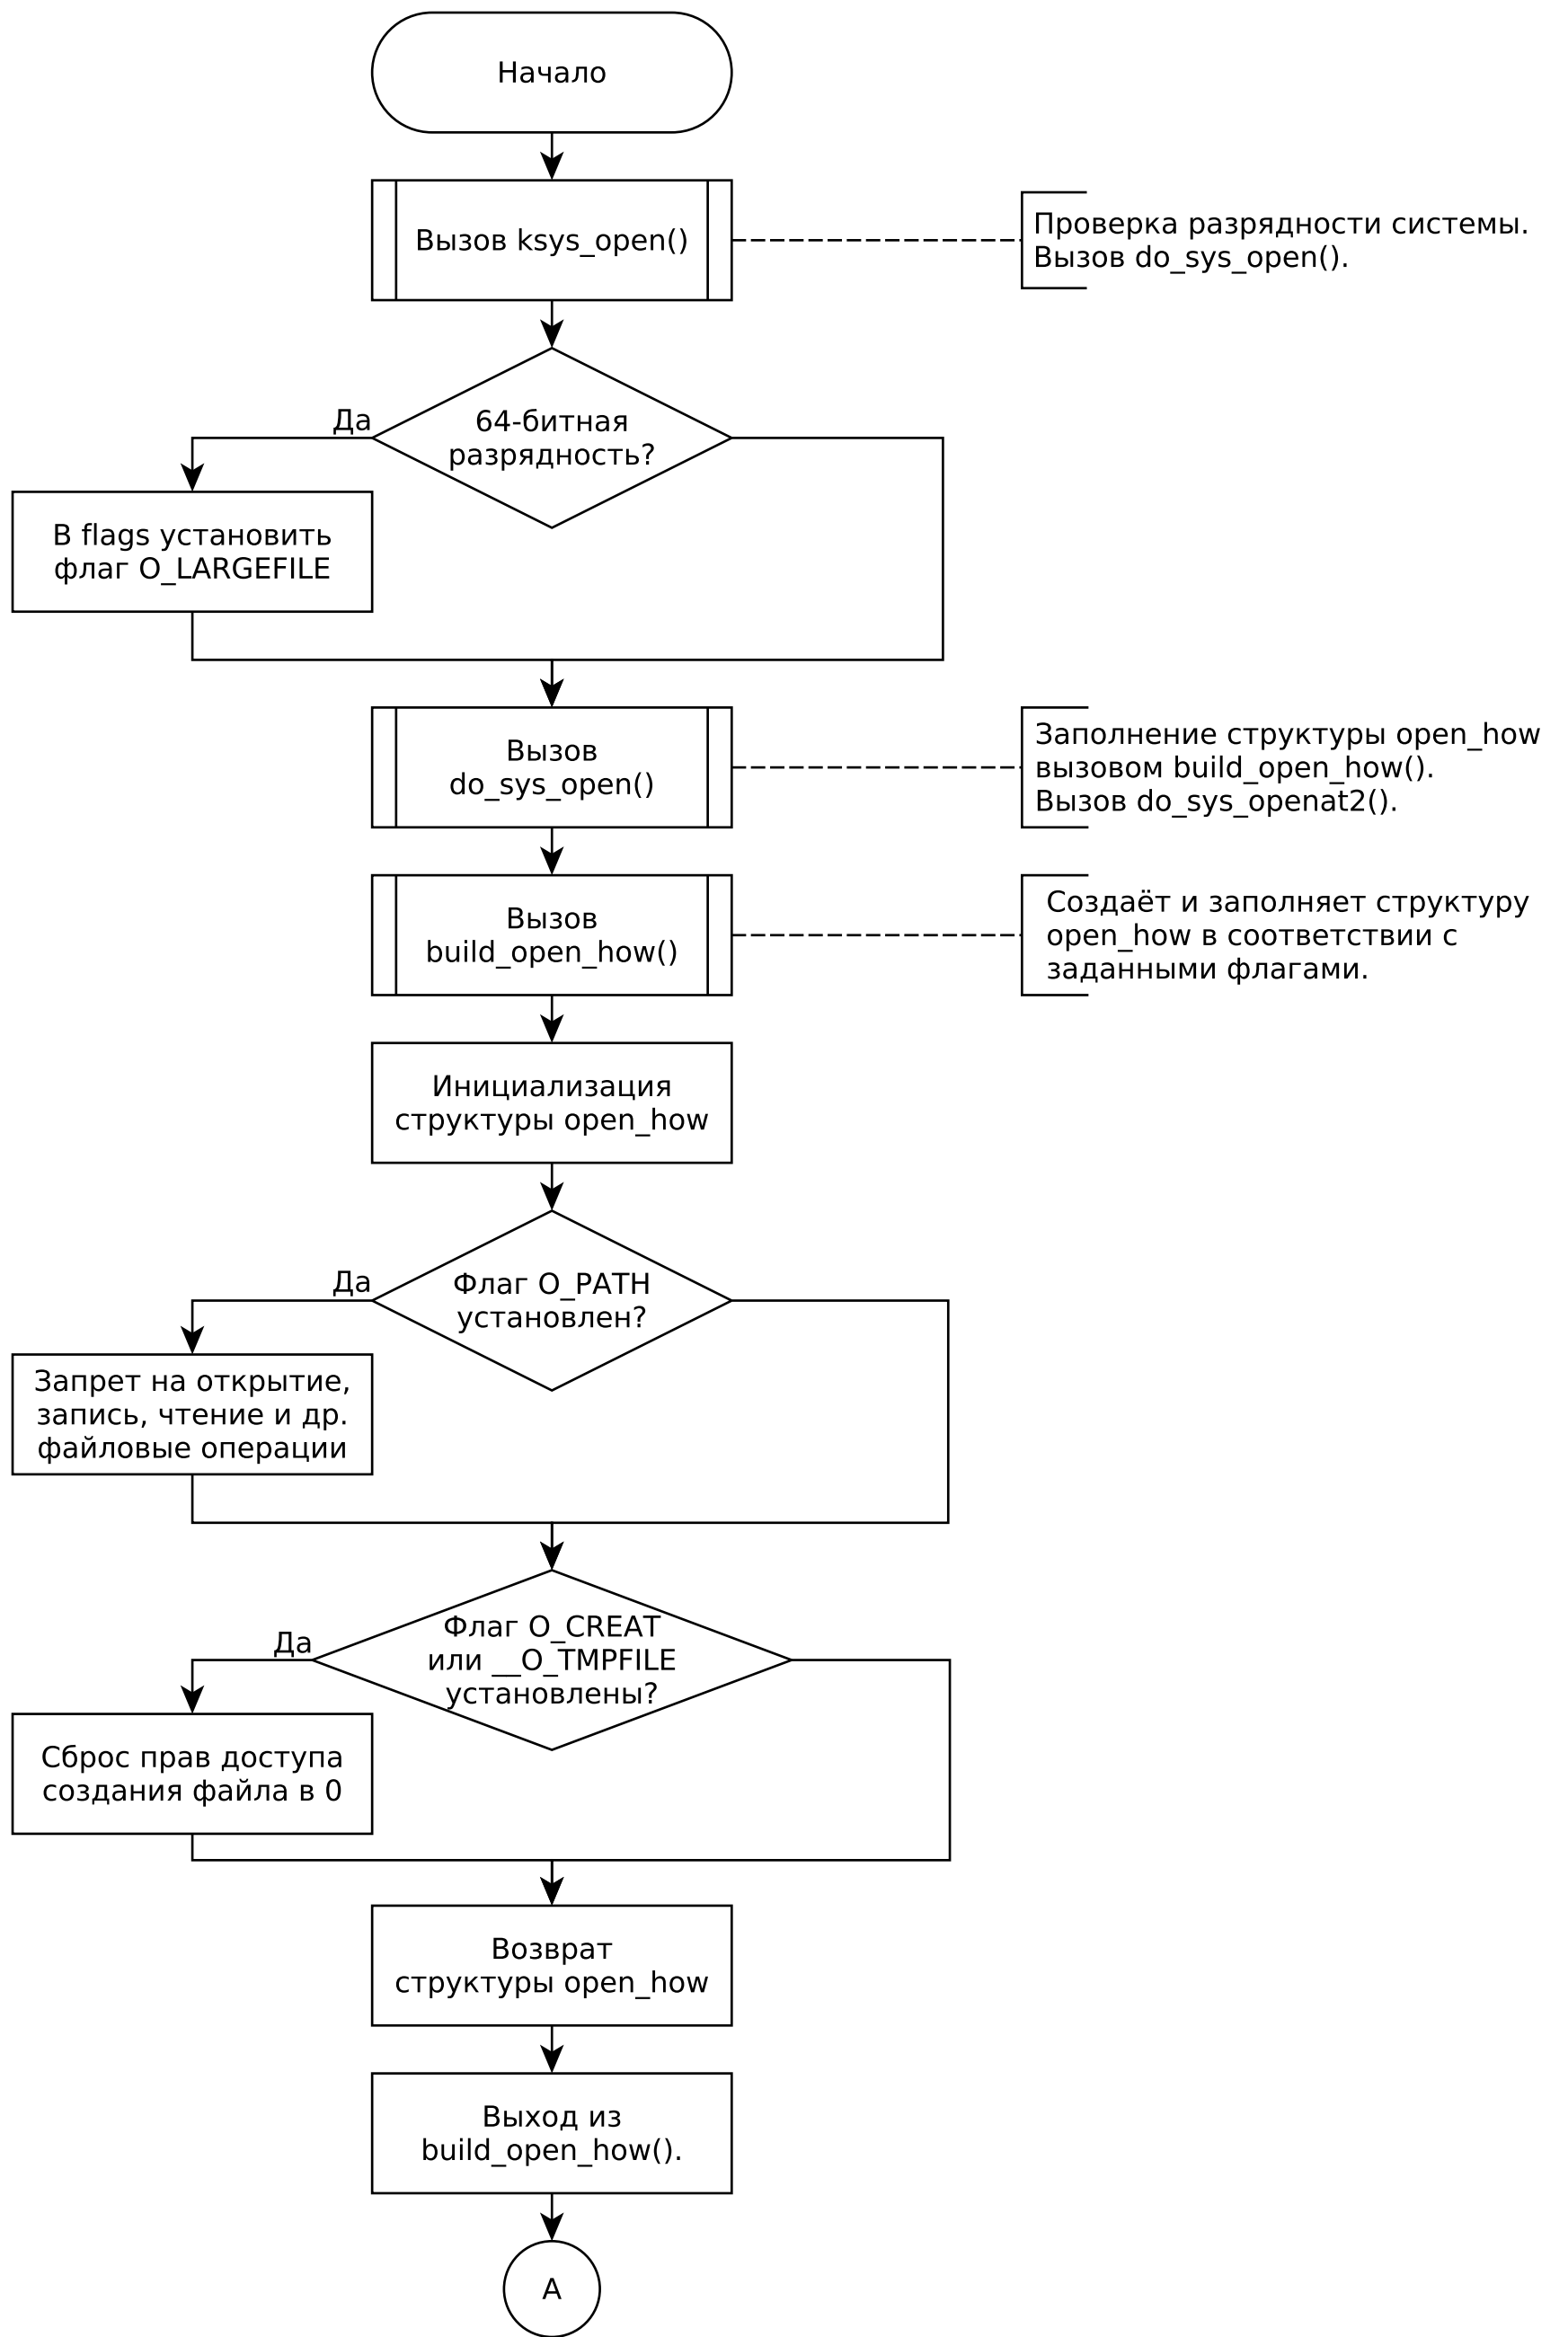 Начало
Вызов ksys_open()
Проверка разрядности системы.
Вызов do_sys_open().
64-битная
разрядность?
Да
В flags установить
флаг O_LARGEFILE
Вызов
do_sys_open()
Заполнение структуры open_how
вызовом build_open_how().
Вызов do_sys_openat2().
Вызов
build_open_how()
Создаёт и заполняет структуру
open_how в соответствии с
заданными флагами.
Инициализация
структуры open_how
Флаг O_PATH
установлен?
Да
Запрет на открытие,
запись, чтение и др.
файловые операции
Флаг O_CREAT
или __O_TMPFILE
установлены?
Да
Сброс прав доступа
создания файла в 0
Возврат
структуры open_how
Выход из
build_open_how().
A